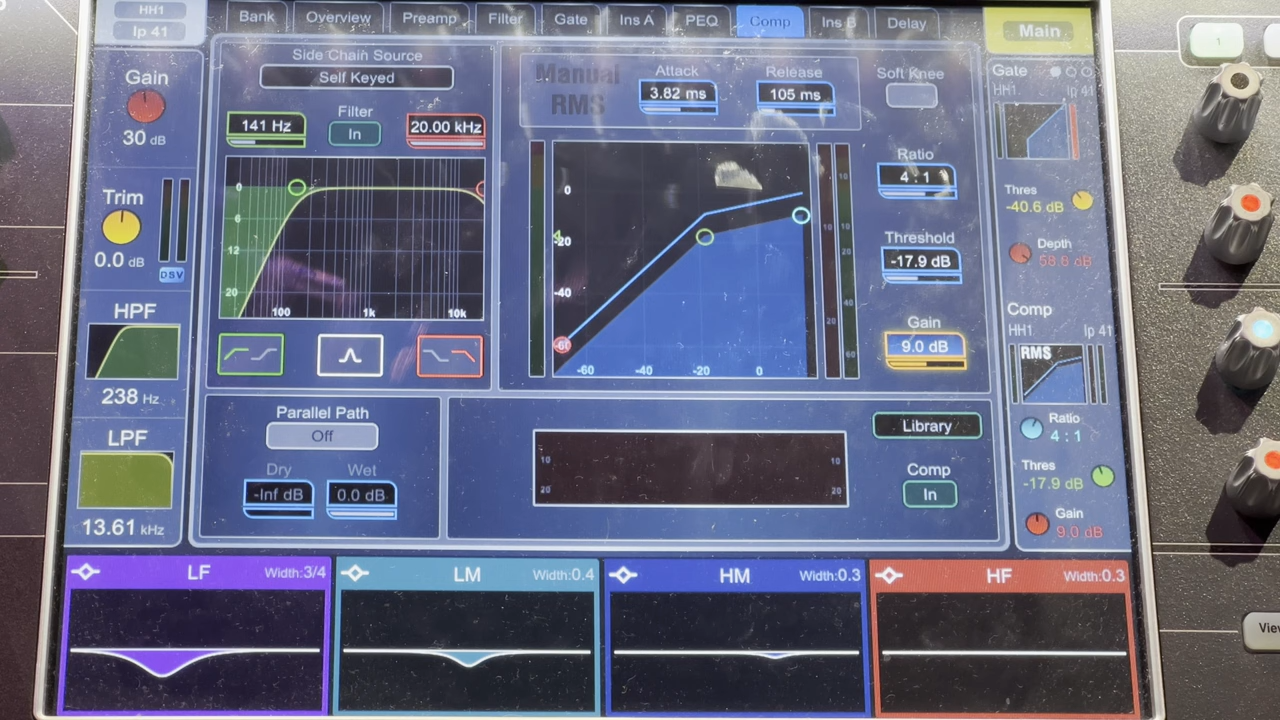 HH1
Ip 41
Bank Overview Preamp Filter Gate Ins A PEQ Comp Ins B Delay
Main
1
Gain
30 dB
Trim
0.0 dB
DSV
HPF
238 Hz
LPF
13.61 kHz
Side Chain Source
Self Keyed
Filter
141 Hz
In
20.00 kHz
0
6
12
20
100 1k 10k
Manual
RMS
Attack
3.82 ms
Release
105 ms
Soft Knee
0
-20
-40
-60
-60 -40 -20 0
10
20
10
20
40
60
Ratio
4 : 1
Threshold
-17.9 dB
Gain
9.0 dB
Parallel Path
Off
Dry Wet
-Inf dB 0.0 dB
10 10
20 20
Library
Comp
In
Gate
HH1 Ip 41
Thres
-40.6 dB
Depth
58.6 dB
Comp
HH1 Ip 41
RMS
Ratio
4 : 1
Thres
-17.9 dB
Gain
9.0 dB
LF Width:3/4
LM Width:0.4
HM Width:0.3
HF Width:0.3